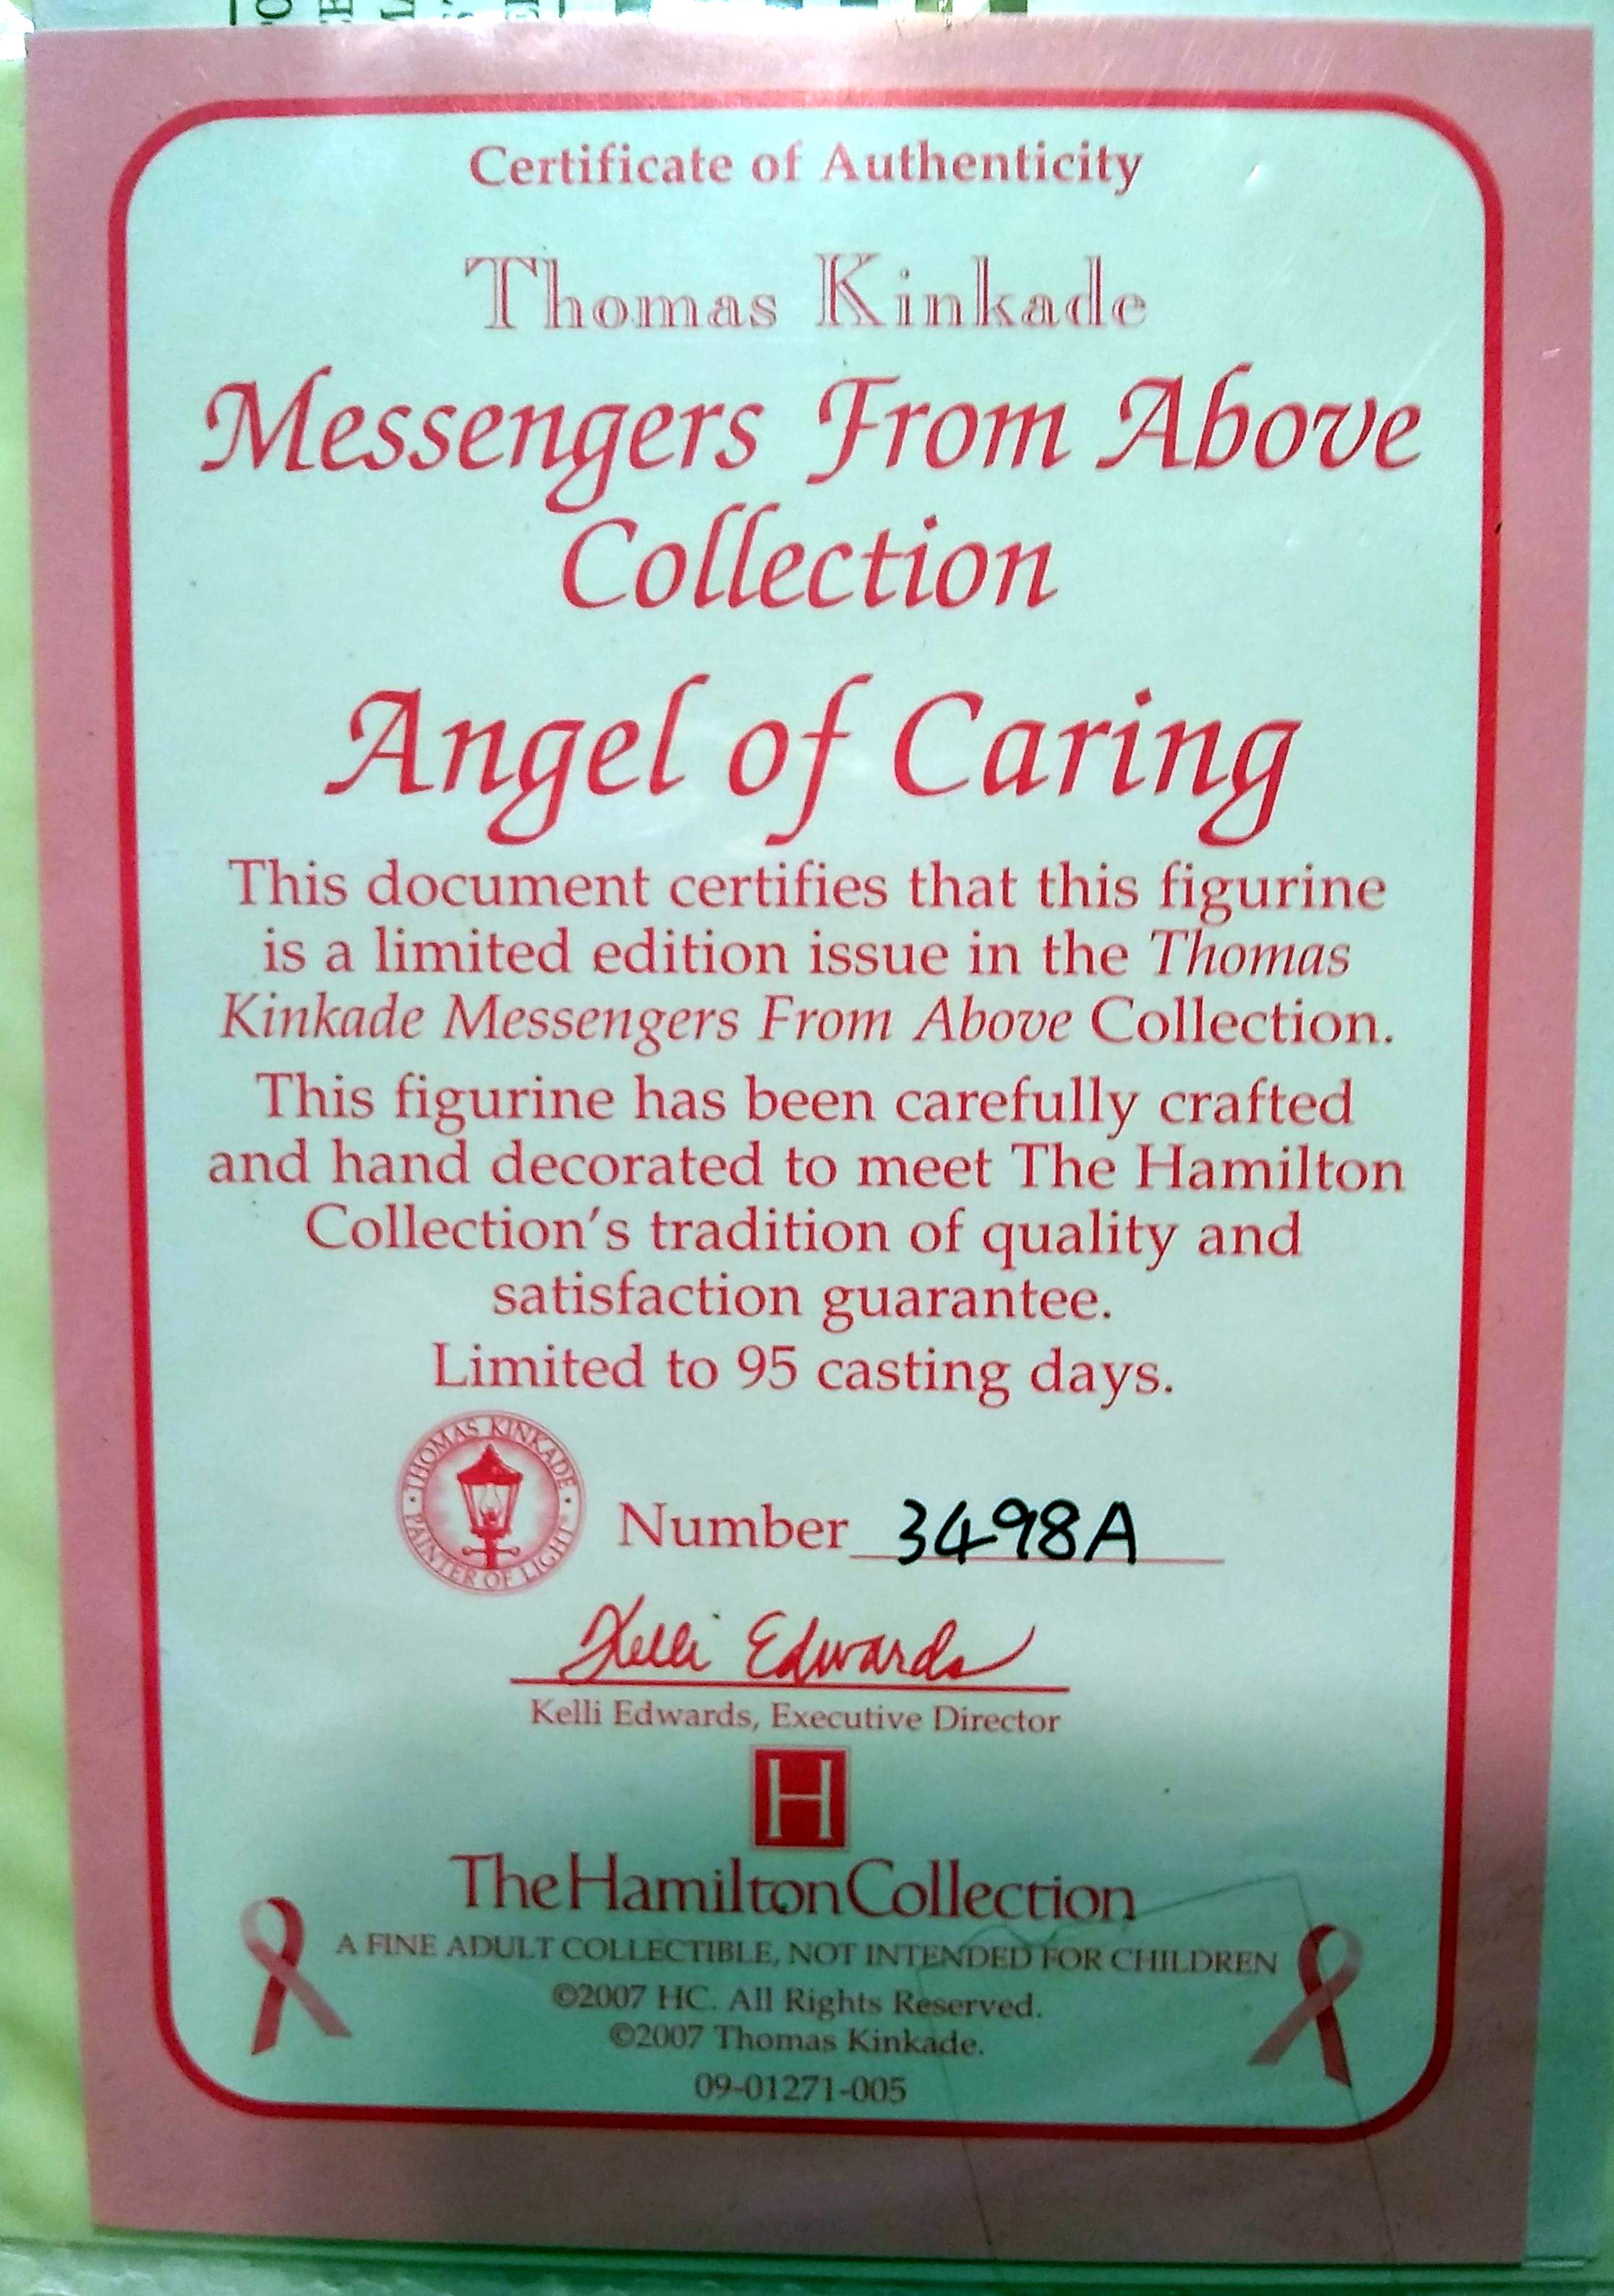 Certificate of Authenticity
Thomas Kinkade
Messengers From Above
Collection
Angel of Caring
This document certifies that this figurine
is a limited edition issue in the Thomas
Kinkade Messengers From Above Collection.
This figurine has been carefully crafted
and hand decorated to meet The Hamilton
Collection's tradition of quality and
satisfaction guarantee.
Limited to 95 casting days.
THOMAS KINKADE
PAINTER OF LIGHT
Number 3498A
Kelli Edwards
Kelli Edwards, Executive Director
H
The Hamilton Collection
A FINE ADULT COLLECTIBLE, NOT INTENDED FOR CHILDREN
©2007 HC. All Rights Reserved.
©2007 Thomas Kinkade.
09-01271-005